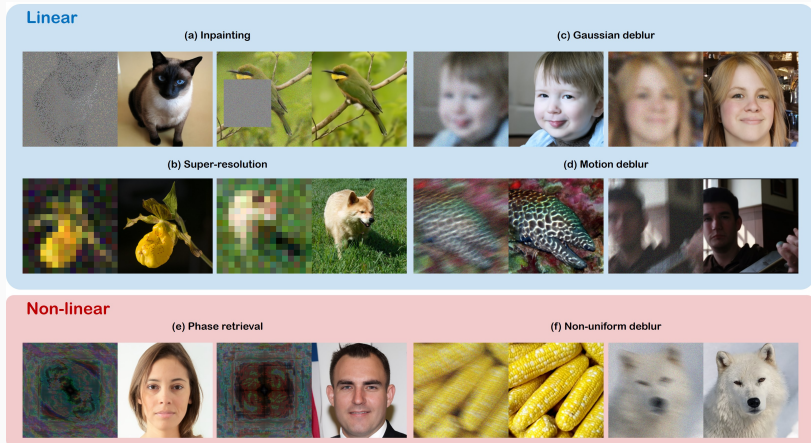 Linear
(a) Inpainting
(c) Gaussian deblur
(b) Super-resolution
(d) Motion deblur
Non-linear
(e) Phase retrieval
(f) Non-uniform deblur